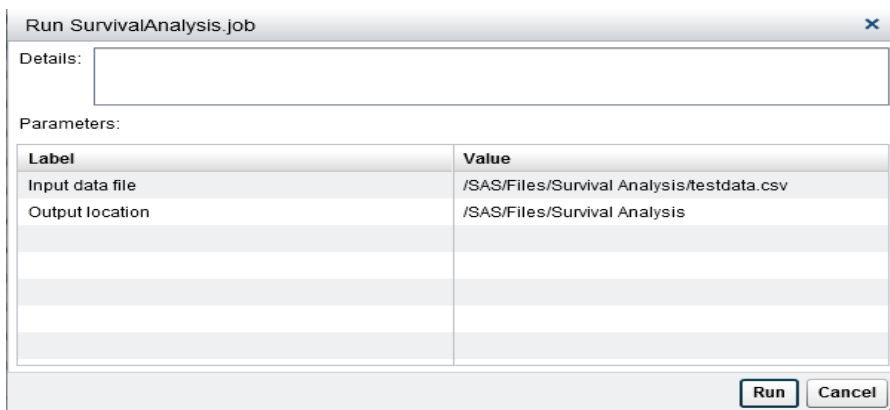 Run SurvivalAnalysis.job ×
Details:
Parameters:
Label Value
Input data file /SAS/Files/Survival Analysis/testdata.csv
Output location /SAS/Files/Survival Analysis
Run Cancel